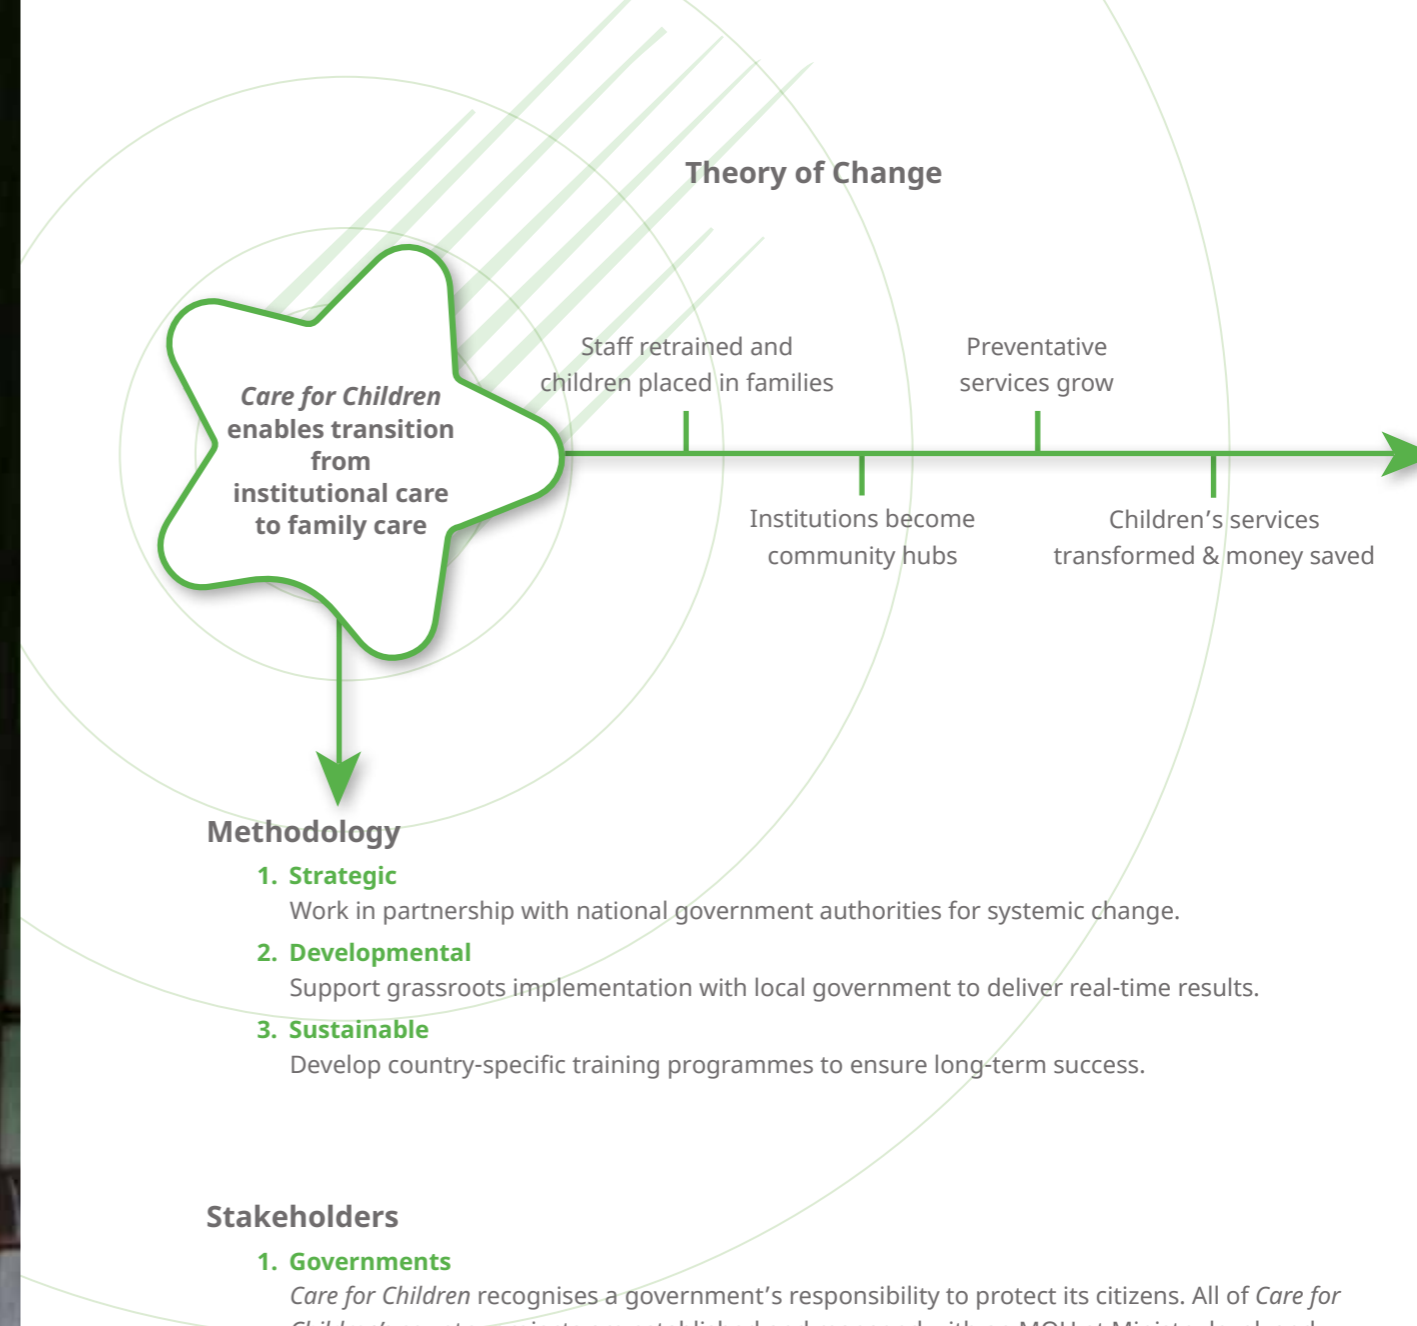 Theory of Change
Care for Children
enables transition
from
institutional care
to family care
Staff retrained and
children placed in families
Preventative
services grow
Institutions become
community hubs
Children’s services
transformed & money saved
Methodology
1. Strategic
Work in partnership with national government authorities for systemic change.
2. Developmental
Support grassroots implementation with local government to deliver real-time results.
3. Sustainable
Develop country-specific training programmes to ensure long-term success.
Stakeholders
1. Governments
Care for Children recognises a government’s responsibility to protect its citizens. All of Care for